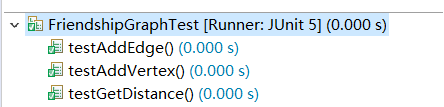 FriendshipGraphTest [Runner: JUnit 5] (0.000 s)
testAddEdge() (0.000 s)
testAddVertex() (0.000 s)
testGetDistance() (0.000 s)